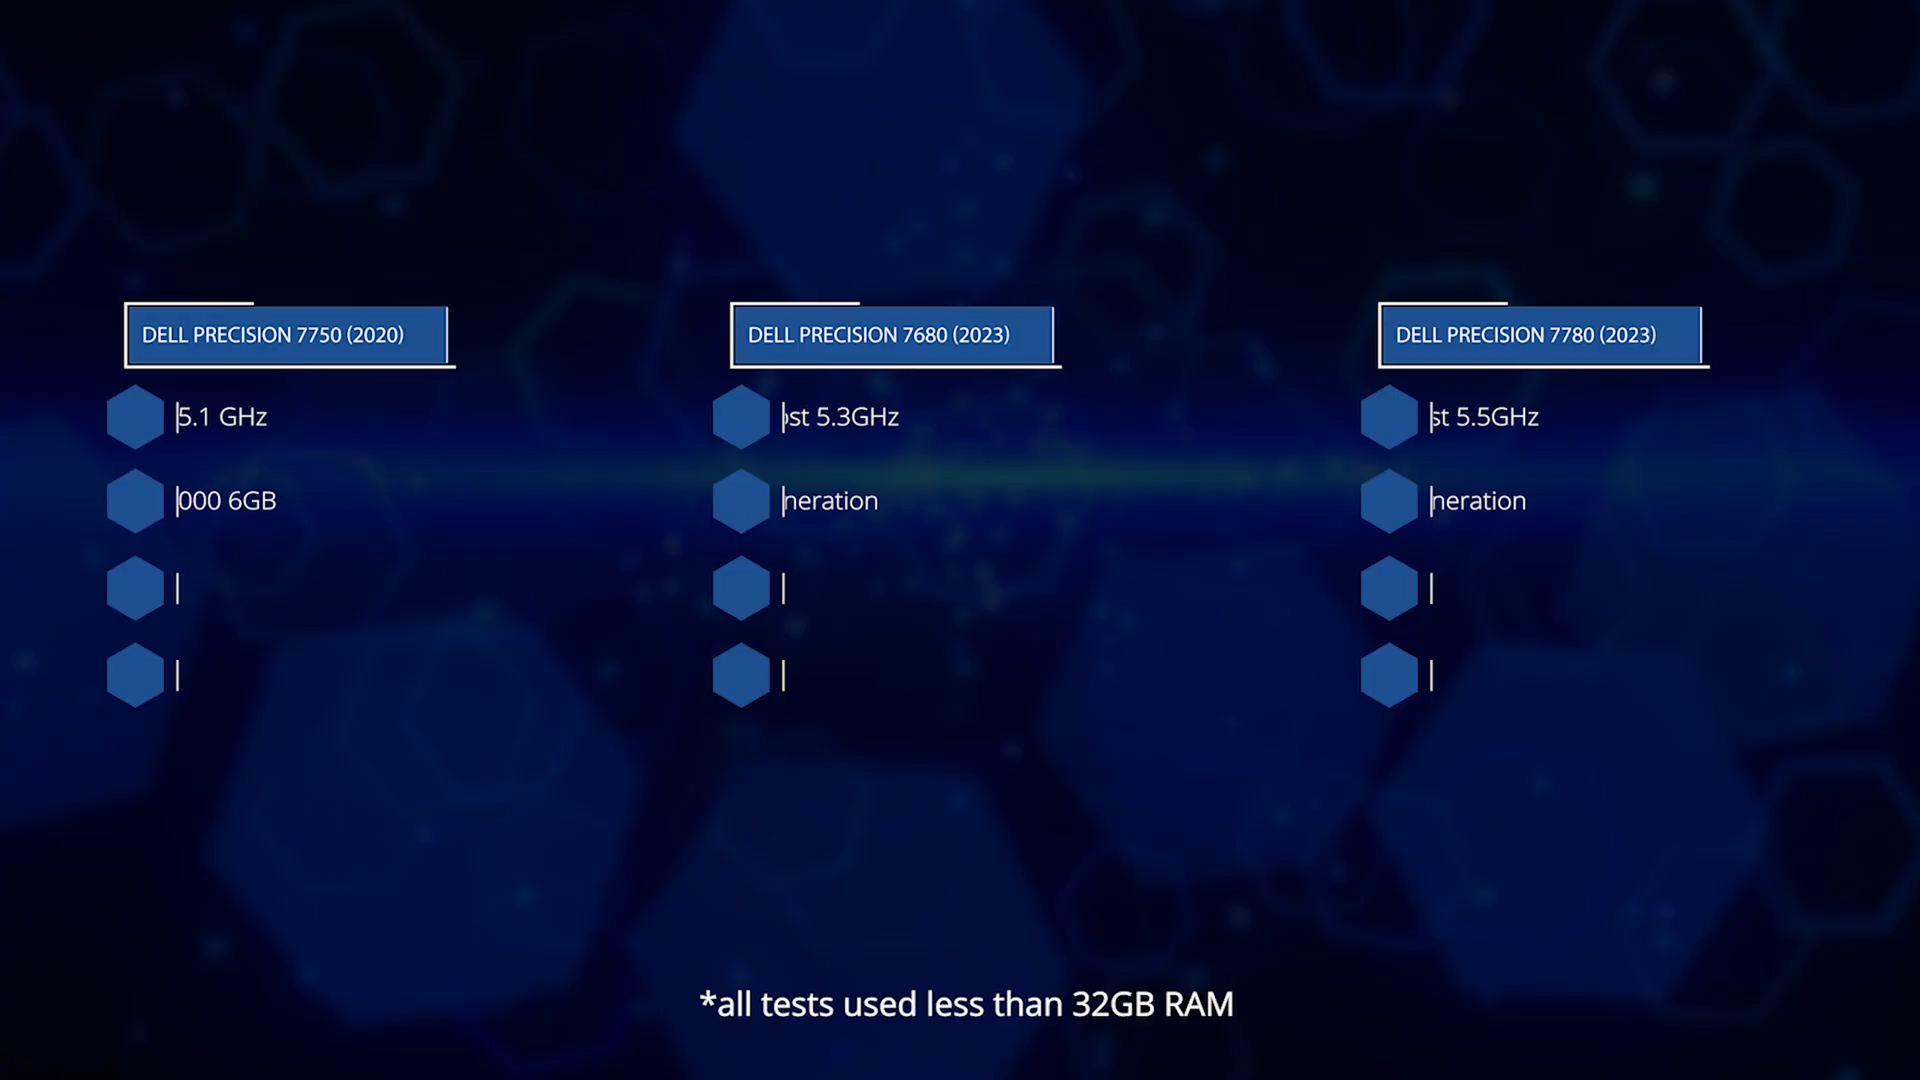 DELL PRECISION 7750 (2020)
5.1 GHz
000 6GB
DELL PRECISION 7680 (2023)
st 5.3GHz
neration
DELL PRECISION 7780 (2023)
st 5.5GHz
neration
*all tests used less than 32GB RAM